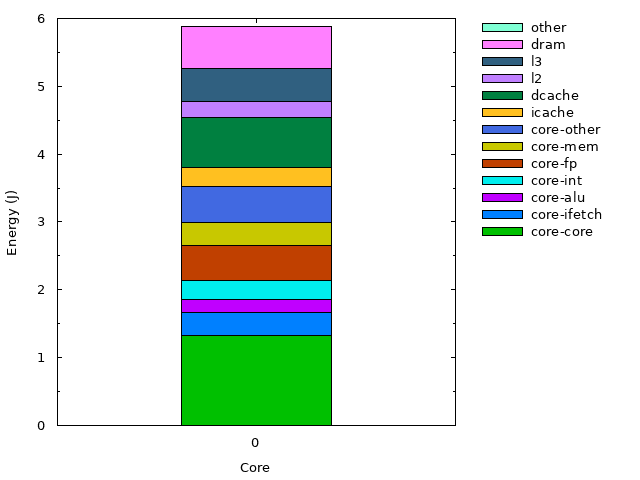 6
5
4
3
2
1
0
Energy (J)
0
Core
other
dram
l3
l2
dcache
icache
core-other
core-mem
core-fp
core-int
core-alu
core-ifetch
core-core